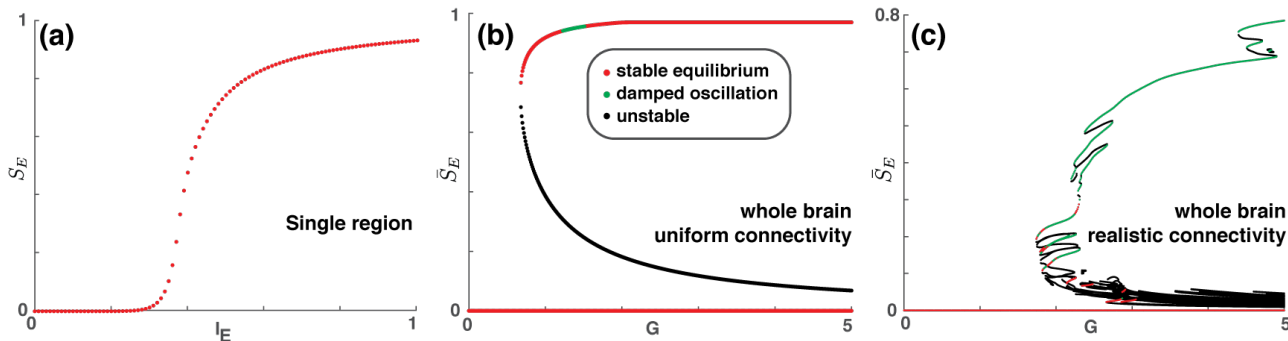 (a)
1
S_E
0
Single region
0
I_E
1
(b)
1
S̄_E
0
stable equilibrium
damped oscillation
unstable
whole brain
uniform connectivity
0
G
5
(c)
0.8
S̄_E
0
whole brain
realistic connectivity
0
G
5